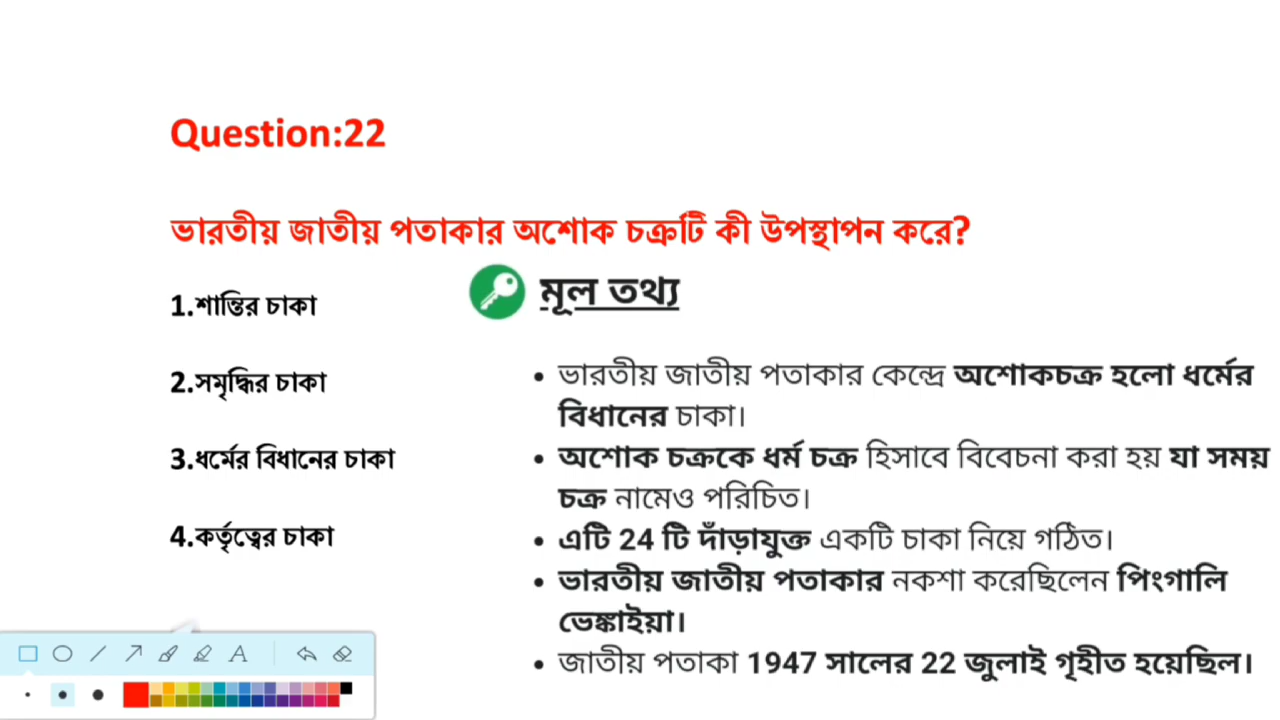 Question:22
ভারতীয় জাতীয় পতাকার অশোক চক্রটি কী উপস্থাপন করে?
1.শান্তির চাকা
2.সমৃদ্ধির চাকা
3.ধর্মের বিধানের চাকা
4.কর্তৃত্বের চাকা
মূল তথ্য
• ভারতীয় জাতীয় পতাকার কেন্দ্রে অশোকচক্র হলো ধর্মের
বিধানের চাকা।
• অশোক চক্রকে ধর্ম চক্র হিসাবে বিবেচনা করা হয় যা সময়
চক্র নামেও পরিচিত।
• এটি 24 টি দাঁড়াযুক্ত একটি চাকা নিয়ে গঠিত।
• ভারতীয় জাতীয় পতাকার নকশা করেছিলেন পিংগালি
ভেঙ্কাইয়া।
• জাতীয় পতাকা 1947 সালের 22 জুলাই গৃহীত হয়েছিল।
A